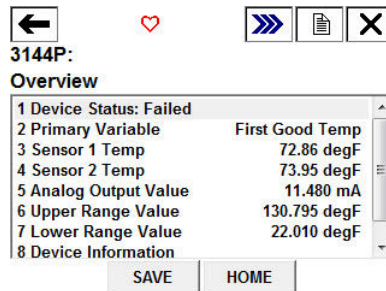 3144P:
Overview
1 Device Status: Failed
2 Primary Variable First Good Temp
3 Sensor 1 Temp 72.86 degF
4 Sensor 2 Temp 73.95 degF
5 Analog Output Value 11.480 mA
6 Upper Range Value 130.795 degF
7 Lower Range Value 22.010 degF
8 Device Information
SAVE HOME